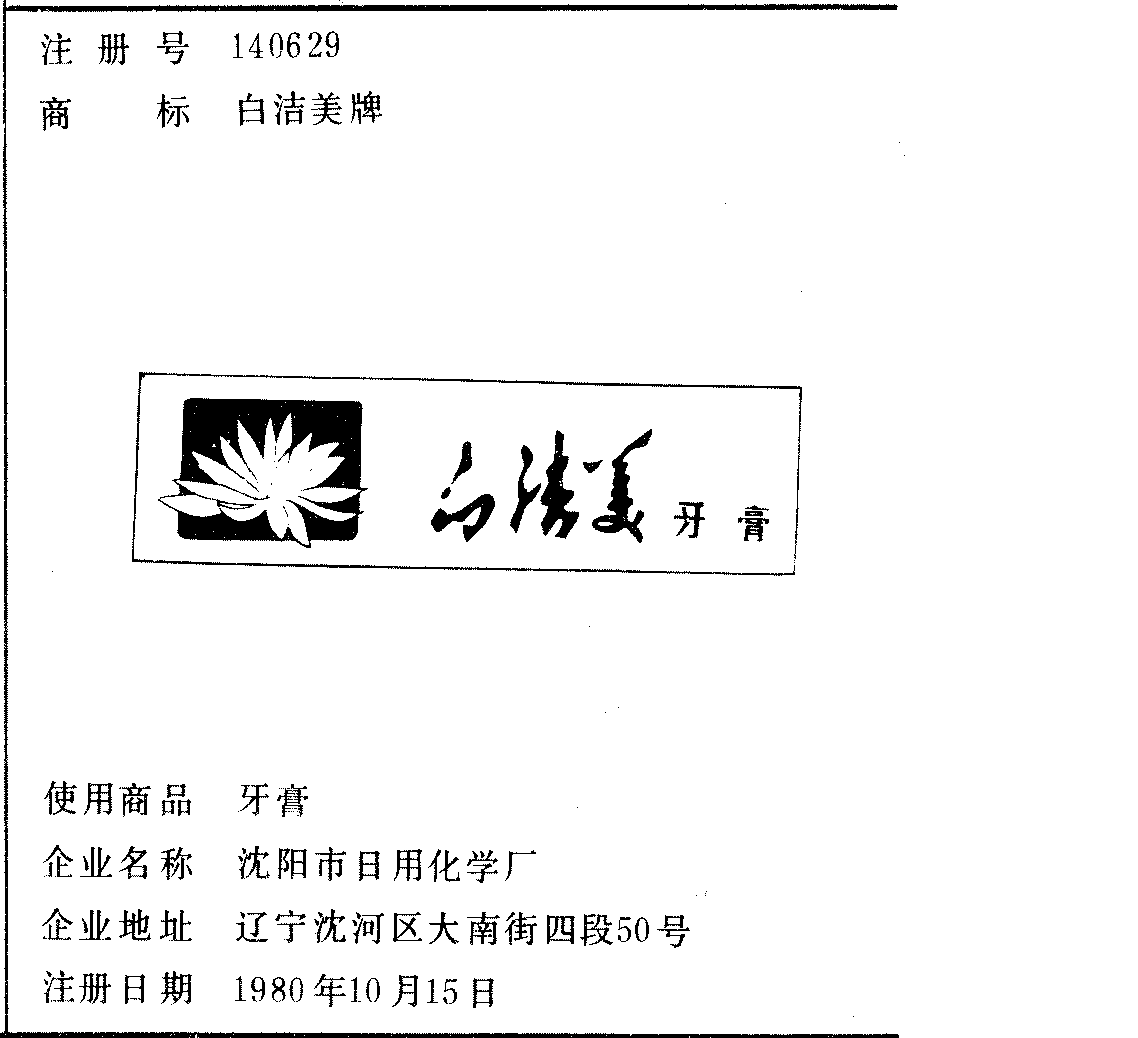 注册号 140629
商标 白洁美牌
白洁美 牙膏
使用商品 牙膏
企业名称 沈阳市日用化学厂
企业地址 辽宁沈河区大南街四段50号
注册日期 1980年10月15日